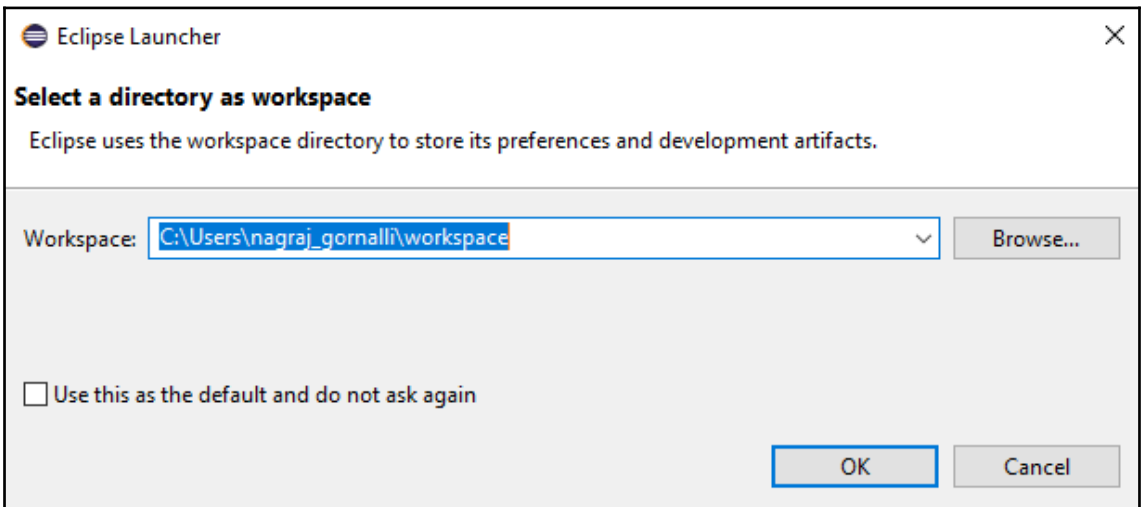 Eclipse Launcher
Select a directory as workspace
Eclipse uses the workspace directory to store its preferences and development artifacts.
Workspace: C:\Users\nagraj_gornalli\workspace Browse...
Use this as the default and do not ask again
OK Cancel